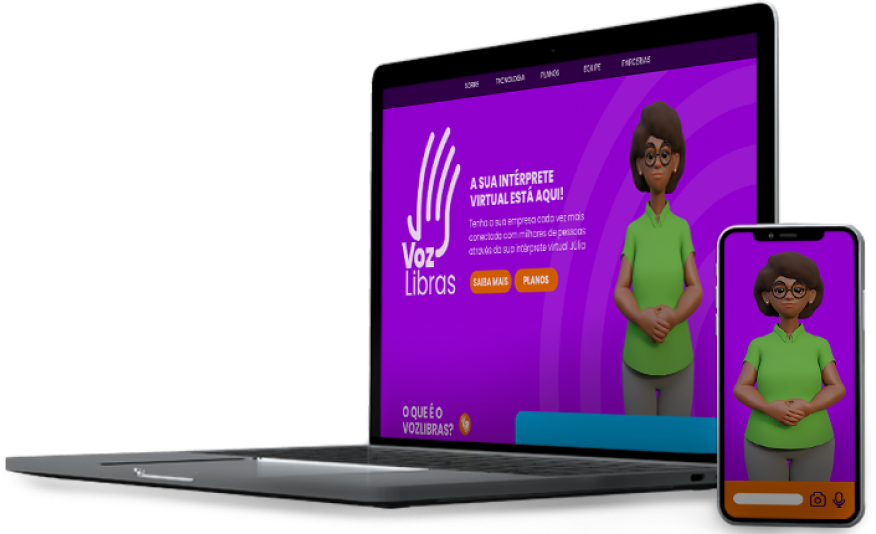 SOBRE TECNOLOGIA PLANOS EQUIPE PARCERIAS
Voz
Libras
A SUA INTÉRPRETE
VIRTUAL ESTÁ AQUI!
Tenha a sua empresa cada vez mais
conectada com milhares de pessoas
através da sua intérprete virtual Júlia
SAIBA MAIS PLANOS
O QUE É O
VOZLIBRAS?